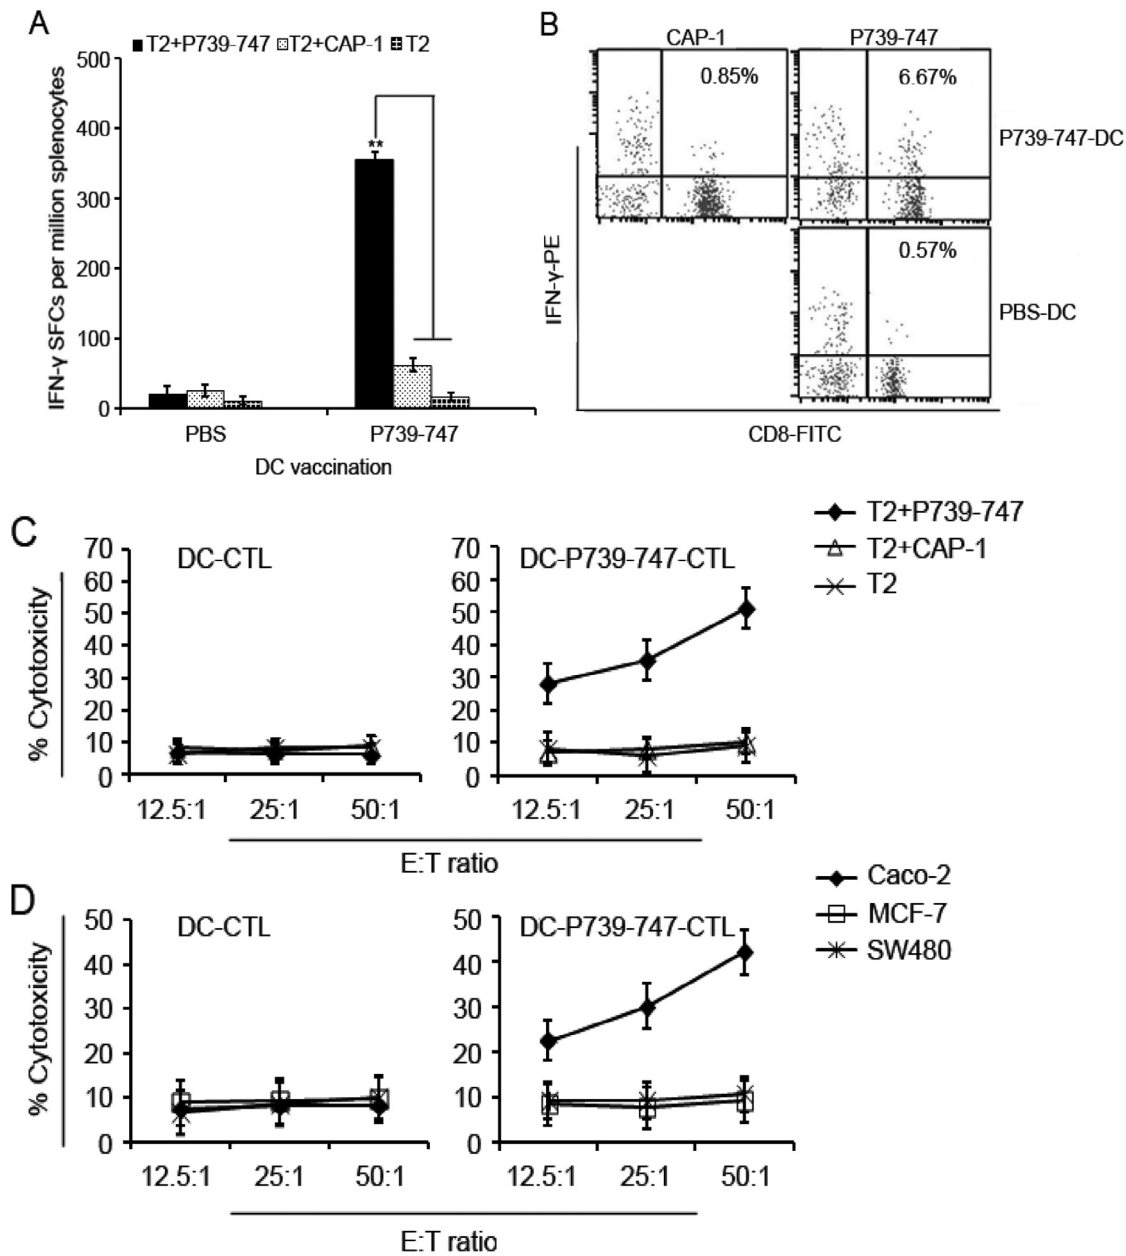 A
T2+P739-747 T2+CAP-1 T2
IFN-γ SFCs per million splenocytes
500
400
300
200
100
0
**
PBS
P739-747
DC vaccination
B
CAP-1
P739-747
0.85%
6.67%
P739-747-DC
0.57%
PBS-DC
IFN-γ-PE
CD8-FITC
C
T2+P739-747
T2+CAP-1
T2
% Cytotoxicity
DC-CTL
70
60
50
40
30
20
10
0
12.5:1 25:1 50:1
DC-P739-747-CTL
70
60
50
40
30
20
10
0
12.5:1 25:1 50:1
E:T ratio
D
Caco-2
MCF-7
SW480
% Cytotoxicity
DC-CTL
50
40
30
20
10
0
12.5:1 25:1 50:1
DC-P739-747-CTL
50
40
30
20
10
0
12.5:1 25:1 50:1
E:T ratio